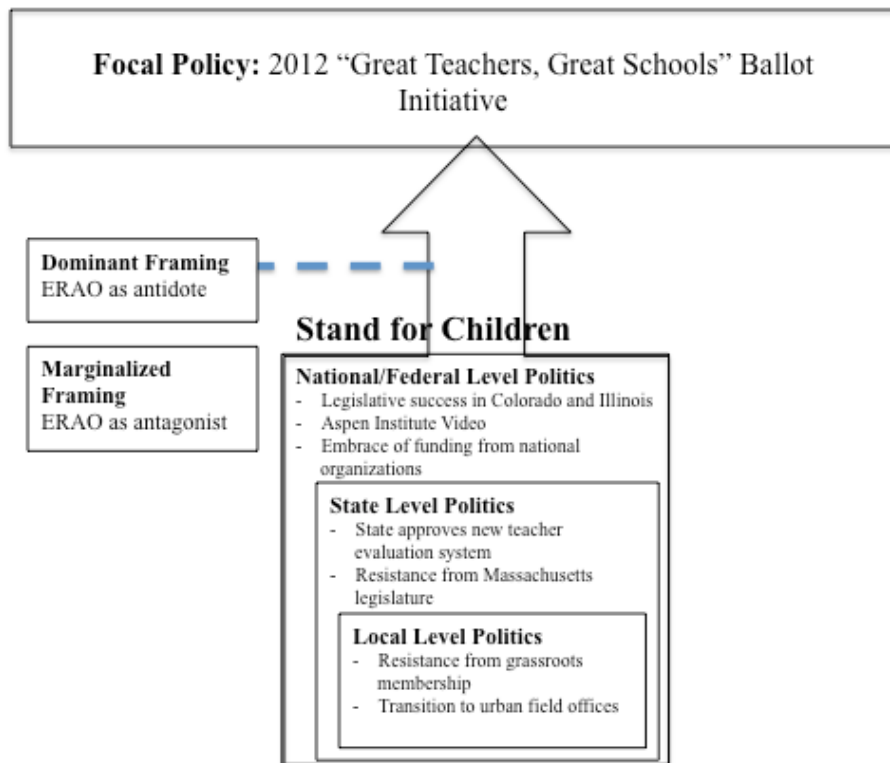 Focal Policy: 2012 “Great Teachers, Great Schools” Ballot
Initiative
Dominant Framing
ERAO as antidote
Marginalized
Framing
ERAO as antagonist
Stand for Children
National/Federal Level Politics
- Legislative success in Colorado and Illinois
- Aspen Institute Video
- Embrace of funding from national
organizations
State Level Politics
- State approves new teacher
evaluation system
- Resistance from Massachusetts
legislature
Local Level Politics
- Resistance from grassroots
membership
- Transition to urban field offices